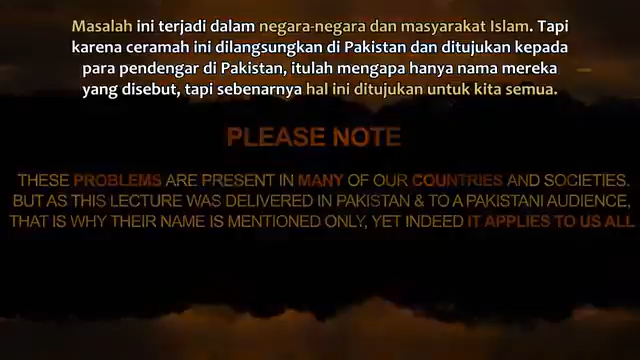 Masalah ini terjadi dalam negara-negara dan masyarakat Islam. Tapi
karena ceramah ini dilangsungkan di Pakistan dan ditujukan kepada
para pendengar di Pakistan, itulah mengapa hanya nama mereka
yang disebut, tapi sebenarnya hal ini ditujukan untuk kita semua.
PLEASE NOTE
THESE PROBLEMS ARE PRESENT IN MANY OF OUR COUNTRIES AND SOCIETIES.
BUT AS THIS LECTURE WAS DELIVERED IN PAKISTAN & TO A PAKISTANI AUDIENCE,
THAT IS WHY THEIR NAME IS MENTIONED ONLY, YET INDEED IT APPLIES TO US ALL